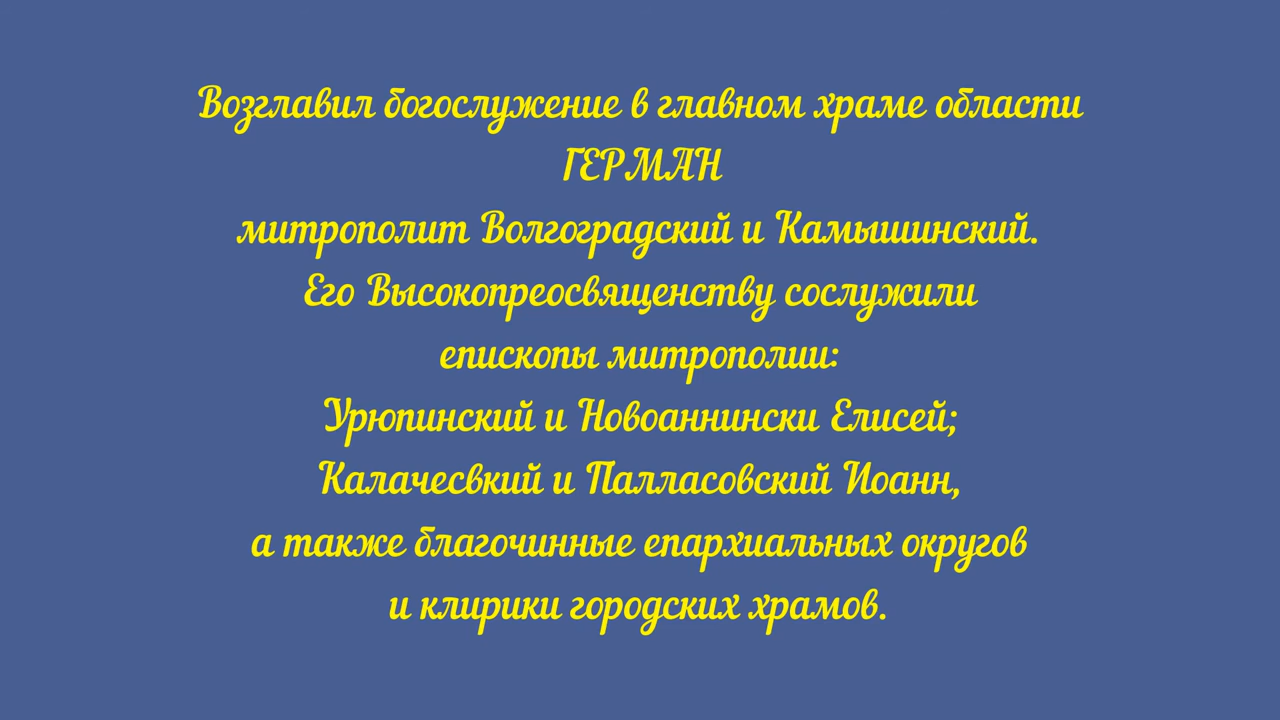 Возглавил богослужение в главном храме области
ГЕРМАН
митрополит Волгоградский и Камышинский.
Его Высокопреосвященству сослужили
епископы митрополии:
Урюпинский и Новоаннински Елисей;
Калачесвкий и Палласовский Иоанн,
а также благочинные епархиальных округов
и клирики городских храмов.